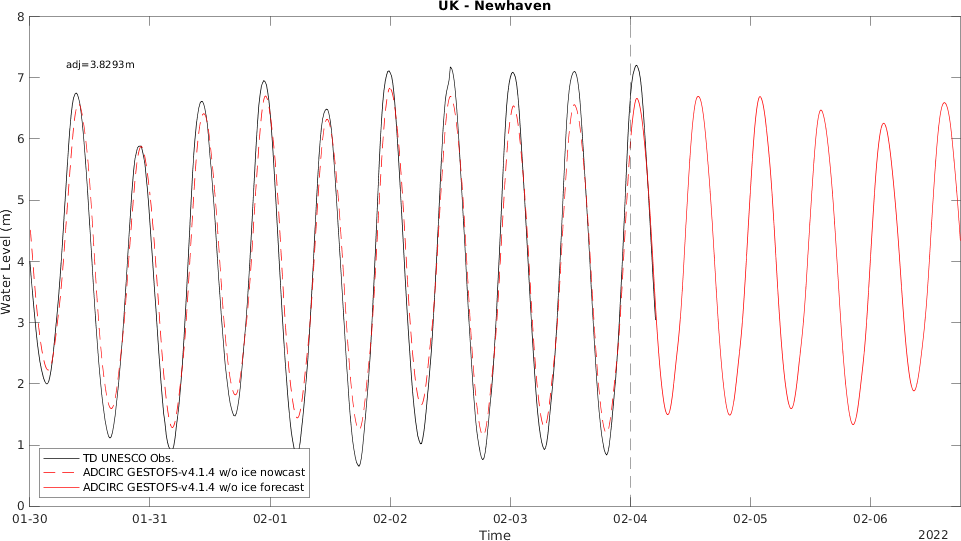 UK - Newhaven
8
adj=3.8293m
7
6
5
4
3
2
1
0
Water Level (m)
TD UNESCO Obs.
ADCIRC GESTOFS-v4.1.4 w/o ice nowcast
ADCIRC GESTOFS-v4.1.4 w/o ice forecast
01-30 01-31 02-01 02-02 02-03 02-04 02-05 02-06
Time
2022